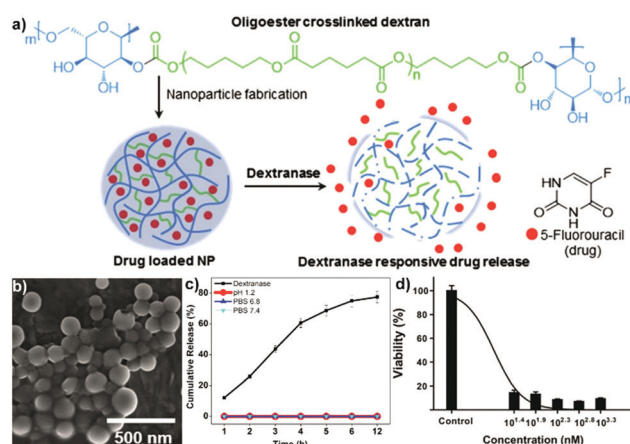 a)
Oligoester crosslinked dextran
m
O
O
HO
OH
O
O
O
O
O
O
O
n
O
O
O
O
O
HO
OH
n
Nanoparticle fabrication
Dextranase
HN
F
O
N
H
O
5-Fluorouracil
(drug)
Drug loaded NP
Dextranase responsive drug release
b)
500 nm
c)
Cumulative Release (%)
80
60
40
20
0
Dextranase
pH 1.2
PBS 6.8
PBS 7.4
1 2 3 4 5 6 12
Time (h)
d)
Viability (%)
100
80
60
40
20
Control 10^1.4 10^1.9 10^2.3 10^2.8 10^3.3
Concentration (nM)